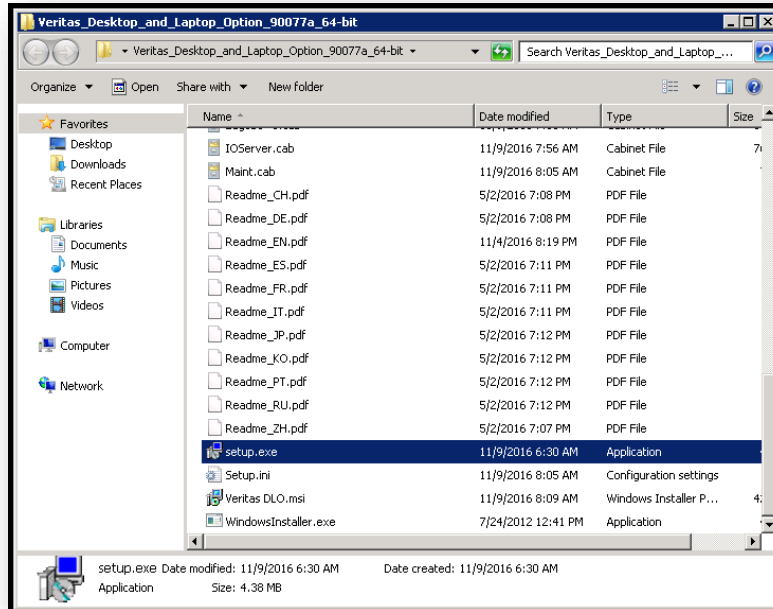 Veritas_Desktop_and_Laptop_Option_90077a_64-bit
Veritas_Desktop_and_Laptop_Option_90077a_64-bit Search Veritas_Desktop_and_Laptop_...
Organize Open Share with New folder
Favorites
Desktop
Downloads
Recent Places
Libraries
Documents
Music
Pictures
Videos
Computer
Network
Name Date modified Type Size
IOServer.cab 11/9/2016 7:56 AM Cabinet File
Maint.cab 11/9/2016 8:05 AM Cabinet File
Readme_CH.pdf 5/2/2016 7:08 PM PDF File
Readme_DE.pdf 5/2/2016 7:08 PM PDF File
Readme_EN.pdf 11/4/2016 8:19 PM PDF File
Readme_ES.pdf 5/2/2016 7:11 PM PDF File
Readme_FR.pdf 5/2/2016 7:11 PM PDF File
Readme_IT.pdf 5/2/2016 7:11 PM PDF File
Readme_JP.pdf 5/2/2016 7:12 PM PDF File
Readme_KO.pdf 5/2/2016 7:12 PM PDF File
Readme_PT.pdf 5/2/2016 7:12 PM PDF File
Readme_RU.pdf 5/2/2016 7:12 PM PDF File
Readme_ZH.pdf 5/2/2016 7:07 PM PDF File
setup.exe 11/9/2016 6:30 AM Application
Setup.ini 11/9/2016 8:05 AM Configuration settings
Veritas DLO.msi 11/9/2016 8:09 AM Windows Installer P...
WindowsInstaller.exe 7/24/2012 12:41 PM Application
setup.exe Date modified: 11/9/2016 6:30 AM Date created: 11/9/2016 6:30 AM
Application Size: 4.38 MB